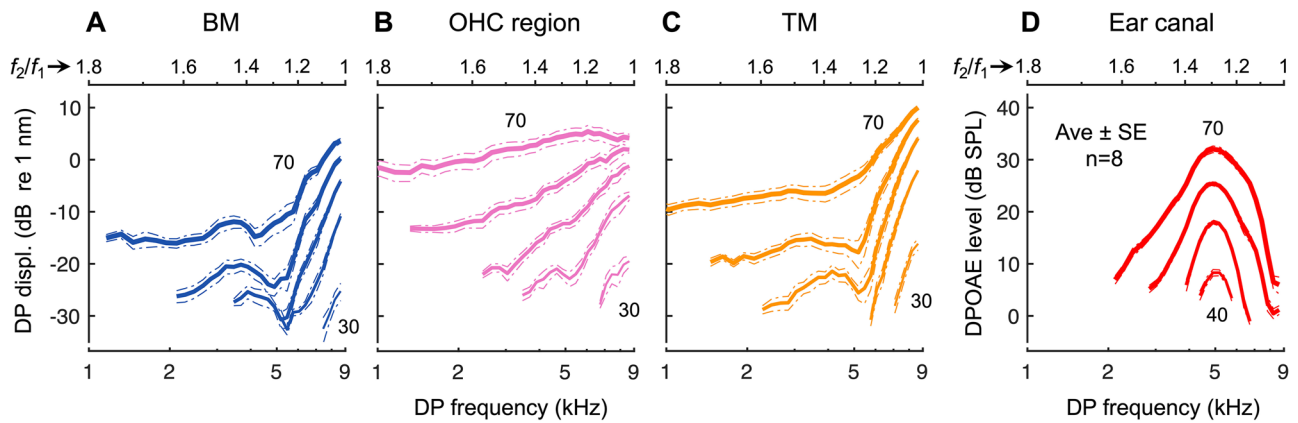 A BM
B OHC region
C TM
D Ear canal
f2/f1→ 1.8 1.6 1.4 1.2 1
1.8 1.6 1.4 1.2 1
1.8 1.6 1.4 1.2 1
f2/f1→ 1.8 1.6 1.4 1.2 1
DP displ. (dB re 1 nm)
10
0
-10
-20
-30
70
30
70
30
70
30
DPOAE level (dB SPL)
40
30
20
10
0
Ave ± SE
n=8
70
40
1 2 5 9
1 2 5 9
1 2 5 9
1 2 5 9
DP frequency (kHz)
DP frequency (kHz)